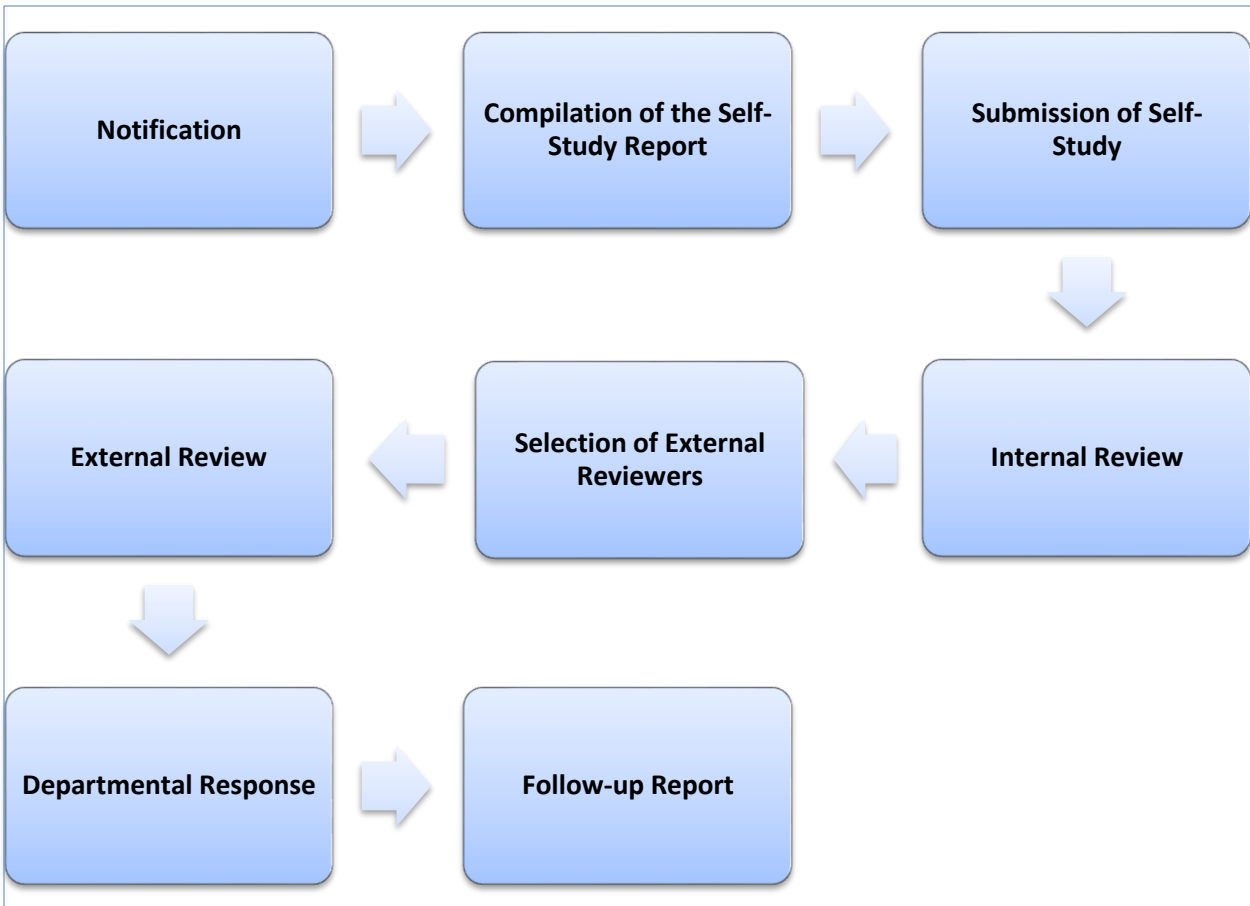 Notification
Compilation of the Self-
Study Report
Submission of Self-
Study
External Review
Selection of External
Reviewers
Internal Review
Departmental Response
Follow-up Report